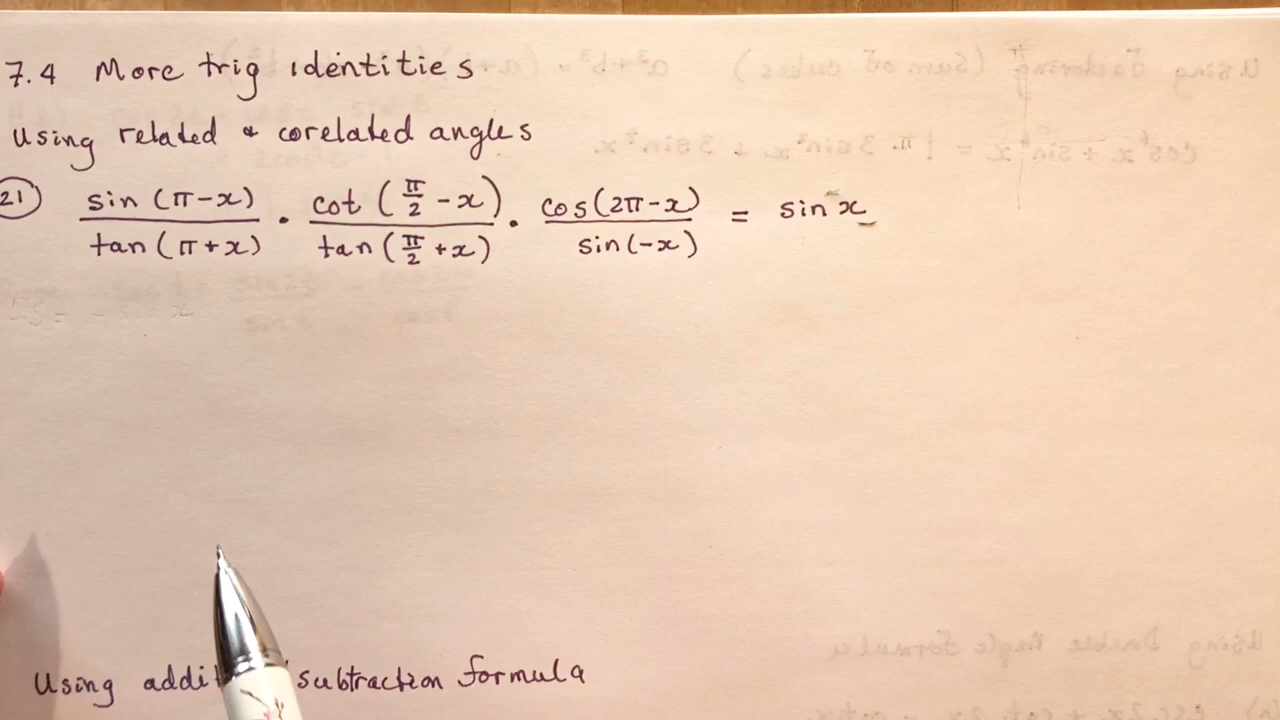 7.4 More trig identities
Using related & corelated angles
21 sin (π-x)/tan (π+x) · cot (π/2 - x)/tan (π/2 + x) · cos(2π-x)/sin(-x) = sin x
Using addi subtraction formula